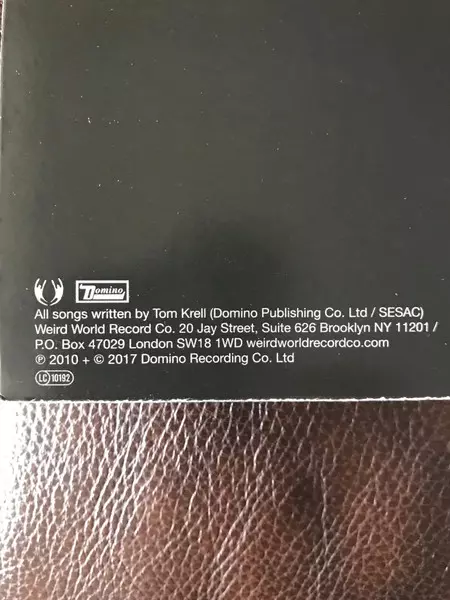 Domino
All songs written by Tom Krell (Domino Publishing Co. Ltd / SESAC)
Weird World Record Co. 20 Jay Street, Suite 626 Brooklyn NY 11201 /
P.O. Box 47029 London SW18 1WD weirdworldrecordco.com
℗ 2010 + © 2017 Domino Recording Co. Ltd
LC 10192